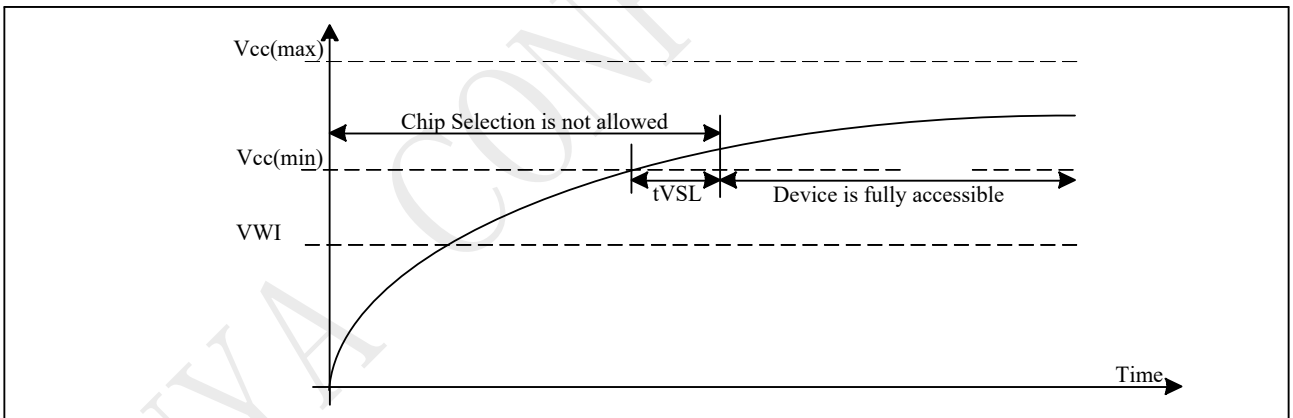 Vcc(max)
Chip Selection is not allowed
Vcc(min)
tVSL
Device is fully accessible
VWI
Time